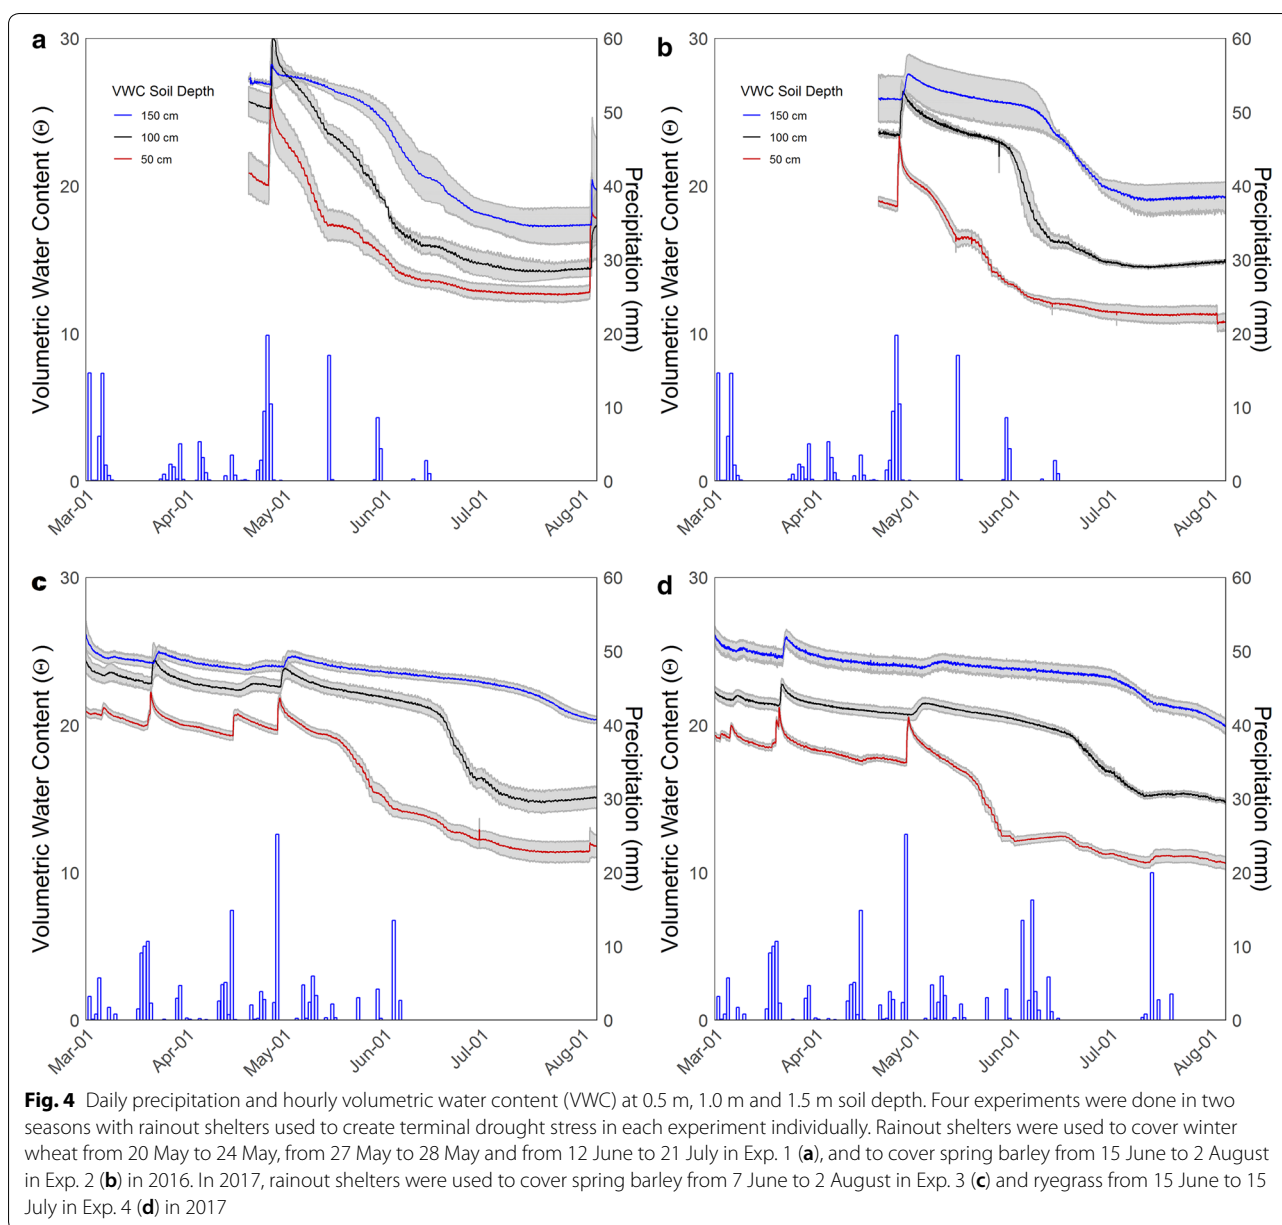 a
30
20
10
0
Volumetric Water Content (Θ)
VWC Soil Depth
150 cm
100 cm
50 cm
60
50
40
30
20
10
0
Precipitation (mm)
Mar-01
Apr-01
May-01
Jun-01
Jul-01
Aug-01
b
30
20
10
0
Volumetric Water Content (Θ)
VWC Soil Depth
150 cm
100 cm
50 cm
60
50
40
30
20
10
0
Precipitation (mm)
Mar-01
Apr-01
May-01
Jun-01
Jul-01
Aug-01
c
30
20
10
0
Volumetric Water Content (Θ)
60
50
40
30
20
10
0
Precipitation (mm)
Mar-01
Apr-01
May-01
Jun-01
Jul-01
Aug-01
d
30
20
10
0
Volumetric Water Content (Θ)
60
50
40
30
20
10
0
Precipitation (mm)
Mar-01
Apr-01
May-01
Jun-01
Jul-01
Aug-01
Fig. 4 Daily precipitation and hourly volumetric water content (VWC) at 0.5 m, 1.0 m and 1.5 m soil depth. Four experiments were done in two
seasons with rainout shelters used to create terminal drought stress in each experiment individually. Rainout shelters were used to cover winter
wheat from 20 May to 24 May, from 27 May to 28 May and from 12 June to 21 July in Exp. 1 (a), and to cover spring barley from 15 June to 2 August
in Exp. 2 (b) in 2016. In 2017, rainout shelters were used to cover spring barley from 7 June to 2 August in Exp. 3 (c) and ryegrass from 15 June to 15
July in Exp. 4 (d) in 2017